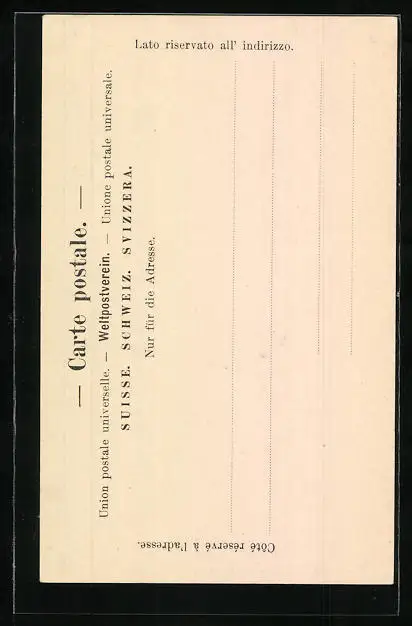 — Carte postale. —
Union postale universelle. — Weltpostverein. — Unione postale universale.
SUISSE. SCHWEIZ. SVIZZERA.
Nur für die Adresse.
Côté réservé à l'adresse.
Lato riservato all' indirizzo.